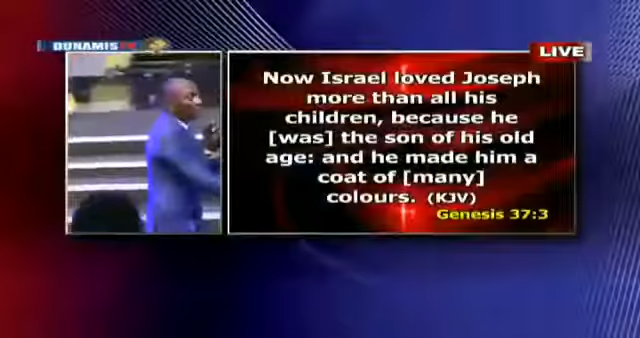 DUNAMIS TV
LIVE
Now Israel loved Joseph
more than all his
children, because he
[was] the son of his old
age: and he made him a
coat of [many]
colours. (KJV)
Genesis 37:3